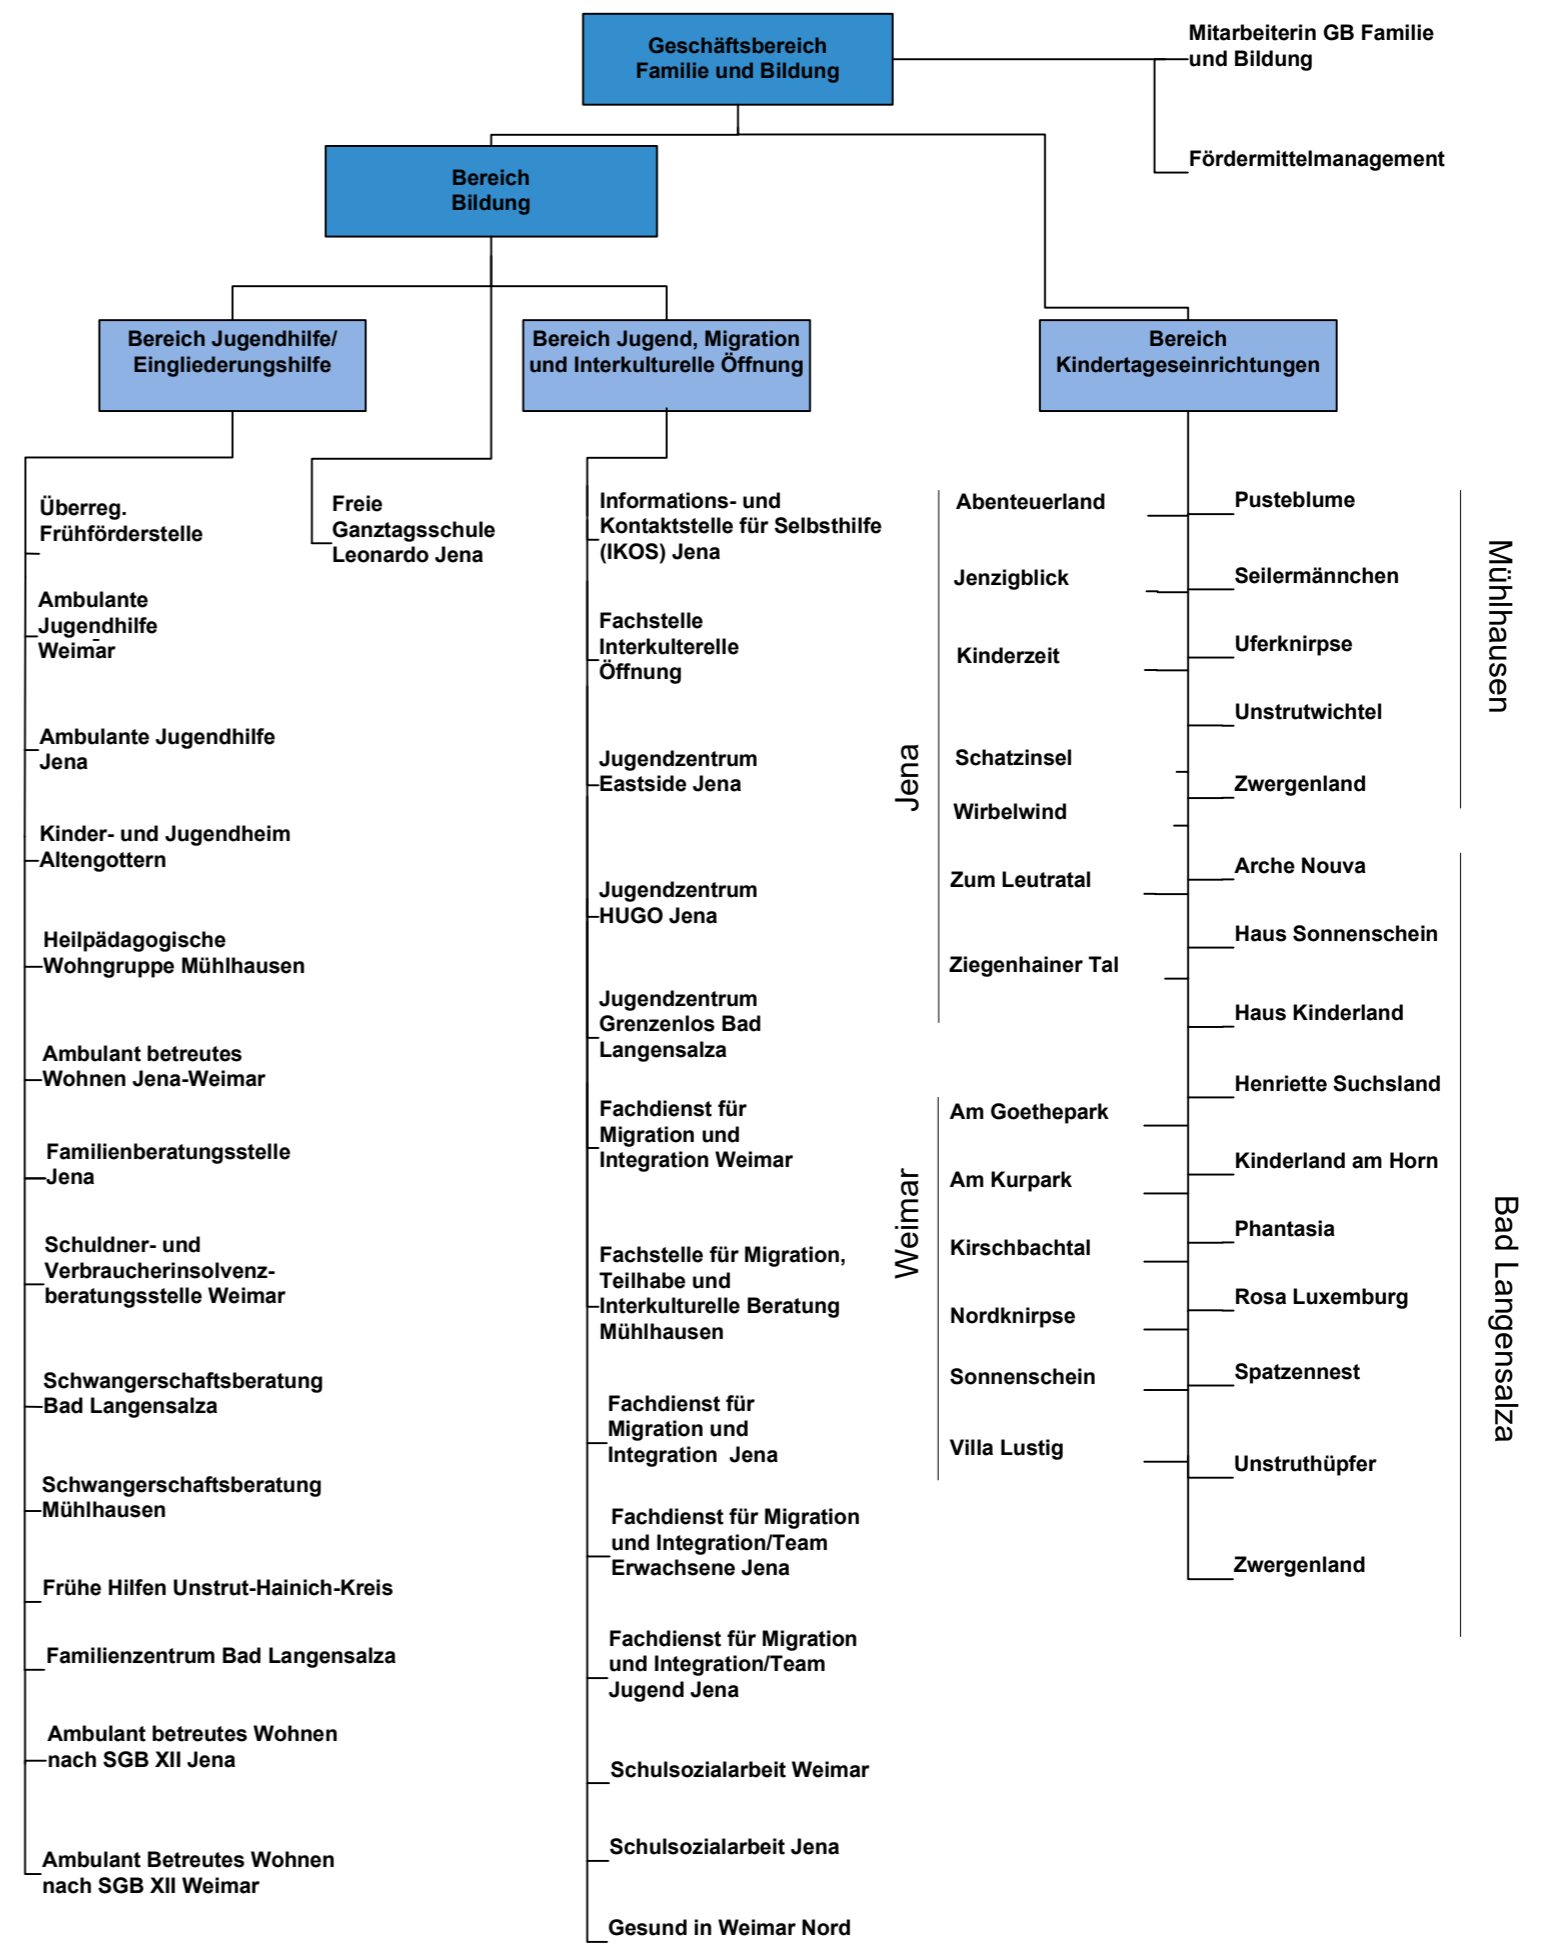 Geschäftsbereich
Familie und Bildung
Mitarbeiterin GB Familie
und Bildung
Fördermittelmanagement
Bereich
Bildung
Bereich Jugendhilfe/
Eingliederungshilfe
Bereich Jugend, Migration
und Interkulturelle Öffnung
Bereich
Kindertageseinrichtungen
Überreg.
Frühförderstelle
Ambulante
Jugendhilfe
Weimar
Ambulante Jugendhilfe
Jena
Kinder- und Jugendheim
Altengottern
Heilpädagogische
Wohngruppe Mühlhausen
Ambulant betreutes
Wohnen Jena-Weimar
Familienberatungsstelle
Jena
Schuldner- und
Verbraucherinsolvenz-
beratungsstelle Weimar
Schwangerschaftsberatung
Bad Langensalza
Schwangerschaftsberatung
Mühlhausen
Frühe Hilfen Unstrut-Hainich-Kreis
Familienzentrum Bad Langensalza
Ambulant betreutes Wohnen
nach SGB XII Jena
Ambulant Betreutes Wohnen
nach SGB XII Weimar
Freie
Ganztagsschule
Leonardo Jena
Informations- und
Kontaktstelle für Selbsthilfe
(IKOS) Jena
Fachstelle
Interkulterelle
Öffnung
Jugendzentrum
Eastside Jena
Jugendzentrum
HUGO Jena
Jugendzentrum
Grenzenlos Bad
Langensalza
Fachdienst für
Migration und
Integration Weimar
Fachstelle für Migration,
Teilhabe und
Interkulturelle Beratung
Mühlhausen
Fachdienst für
Migration und
Integration  Jena
Fachdienst für Migration
und Integration/Team
Erwachsene Jena
Fachdienst für Migration
und Integration/Team
Jugend Jena
Schulsozialarbeit Weimar
Schulsozialarbeit Jena
Gesund in Weimar Nord
Jena
Abenteuerland
Jenzigblick
Kinderzeit
Schatzinsel
Wirbelwind
Zum Leutratal
Ziegenhainer Tal
Weimar
Am Goethepark
Am Kurpark
Kirschbachtal
Nordknirpse
Sonnenschein
Villa Lustig
Mühlhausen
Pusteblume
Seilermännchen
Uferknirpse
Unstrutwichtel
Zwergenland
Bad Langensalza
Arche Nouva
Haus Sonnenschein
Haus Kinderland
Henriette Suchsland
Kinderland am Horn
Phantasia
Rosa Luxemburg
Spatzennest
Unstruthüpfer
Zwergenland